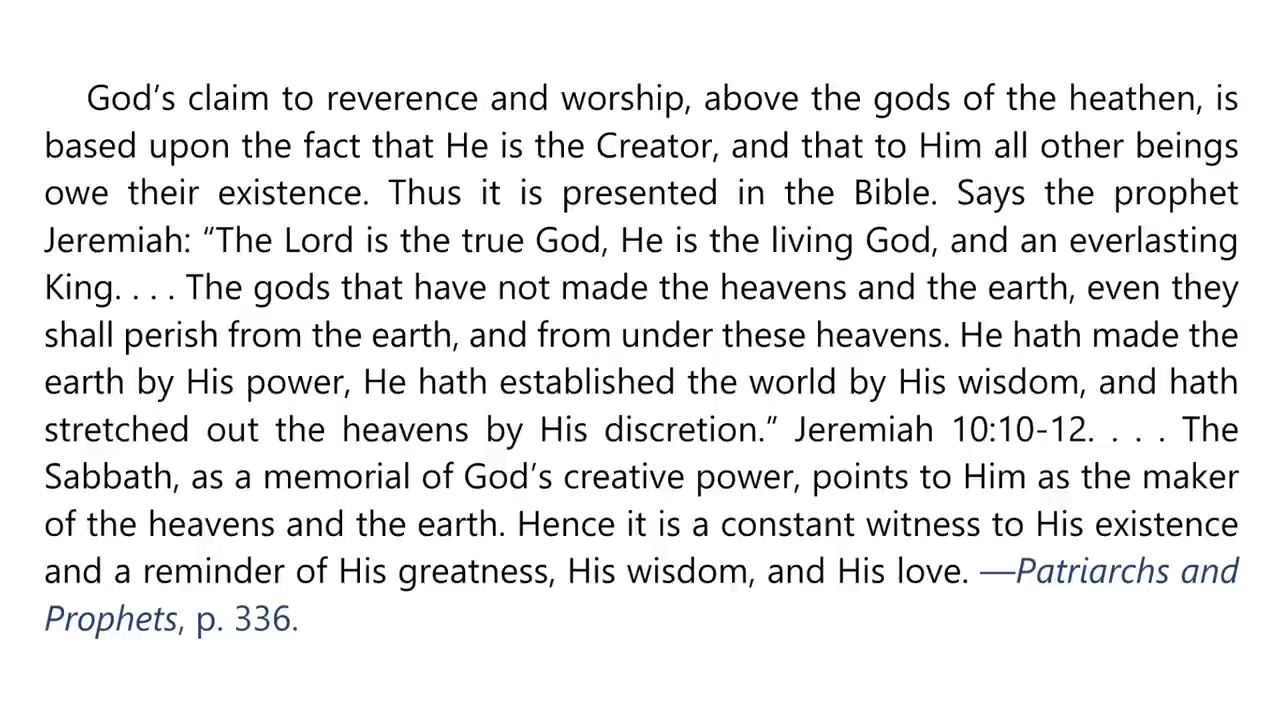 God’s claim to reverence and worship, above the gods of the heathen, is
based upon the fact that He is the Creator, and that to Him all other beings
owe their existence. Thus it is presented in the Bible. Says the prophet
Jeremiah: “The Lord is the true God, He is the living God, and an everlasting
King. . . . The gods that have not made the heavens and the earth, even they
shall perish from the earth, and from under these heavens. He hath made the
earth by His power, He hath established the world by His wisdom, and hath
stretched out the heavens by His discretion.” Jeremiah 10:10-12. . . . The
Sabbath, as a memorial of God’s creative power, points to Him as the maker
of the heavens and the earth. Hence it is a constant witness to His existence
and a reminder of His greatness, His wisdom, and His love. —Patriarchs and
Prophets, p. 336.